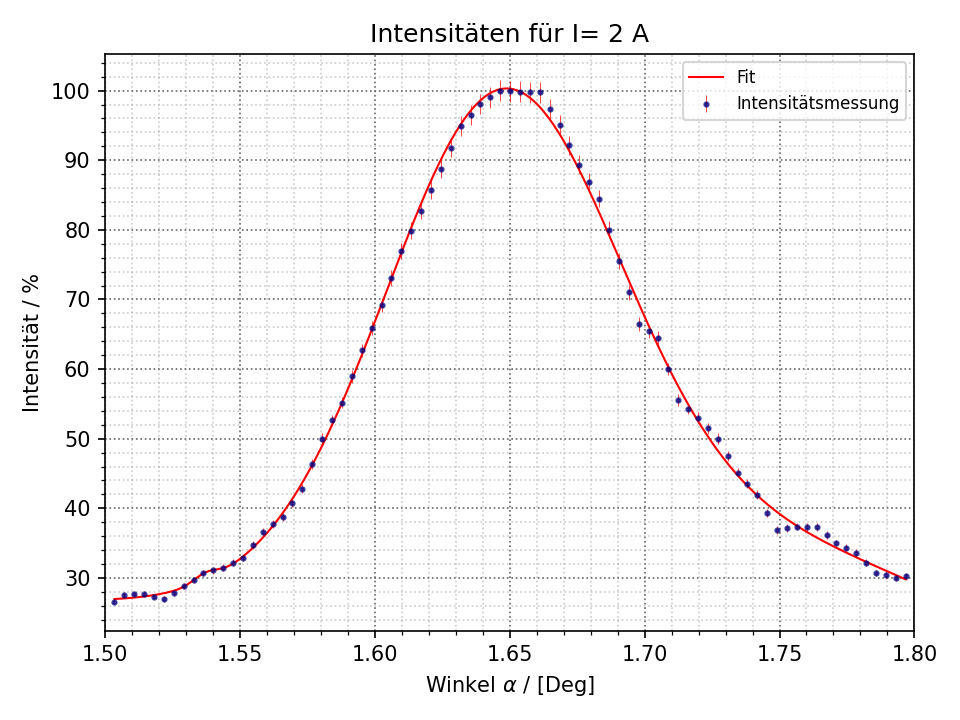 Intensitäten für I= 2 A
Fit
Intensitätsmessung
100
90
80
70
60
50
40
30
Intensität / %
1.50 1.55 1.60 1.65 1.70 1.75 1.80
Winkel α / [Deg]